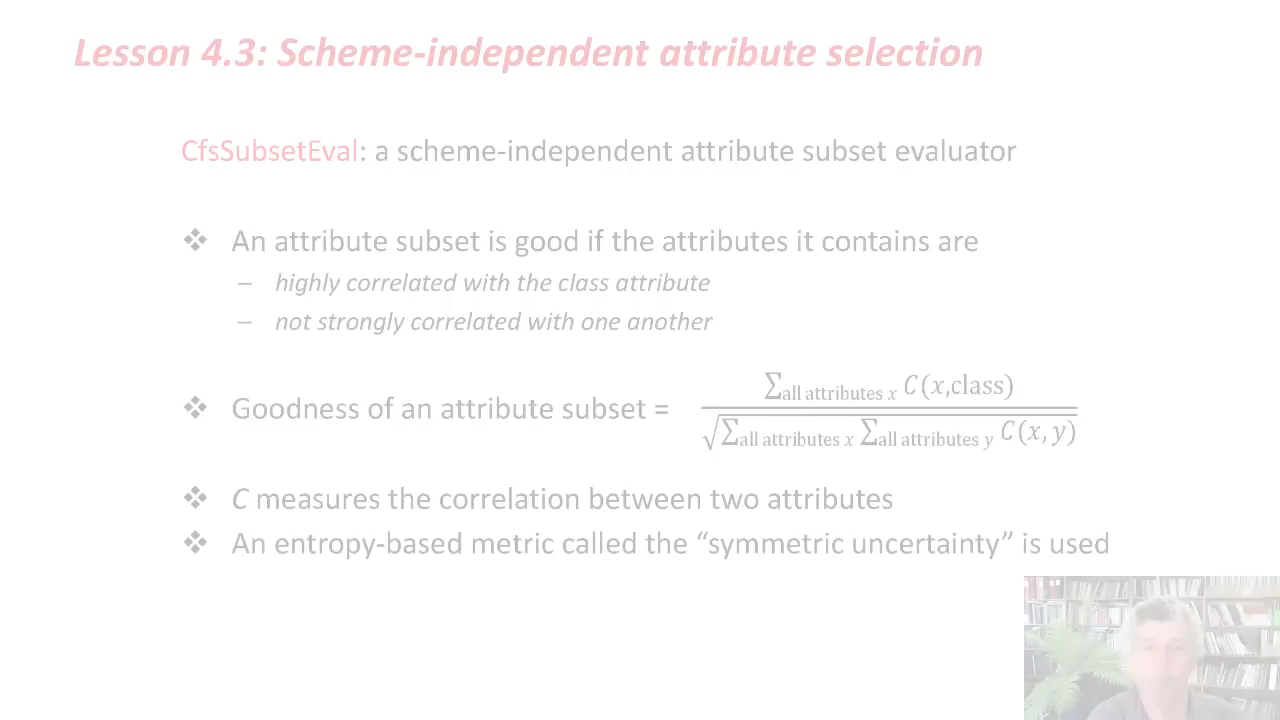 Lesson 4.3: Scheme-independent attribute selection
CfsSubsetEval: a scheme-independent attribute subset evaluator
❖ An attribute subset is good if the attributes it contains are
– highly correlated with the class attribute
– not strongly correlated with one another
❖ Goodness of an attribute subset = ∑all attributes x C(x,class)
√∑all attributes x ∑all attributes y C(x, y)
❖ C measures the correlation between two attributes
❖ An entropy-based metric called the “symmetric uncertainty” is used